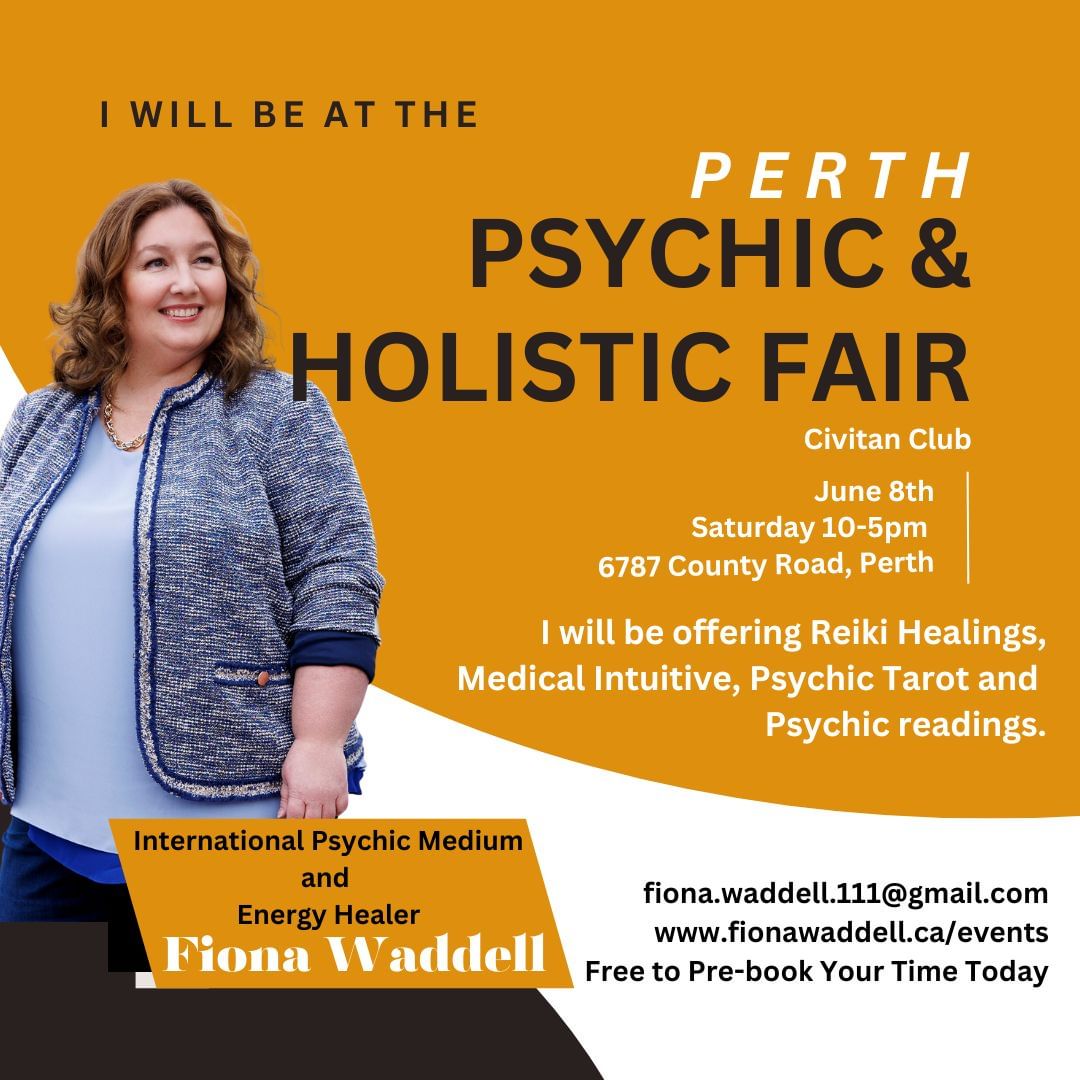 I WILL BE AT THE
PERTH
PSYCHIC &
HOLISTIC FAIR
Civitan Club
June 8th
Saturday 10-5pm
6787 County Road, Perth
I will be offering Reiki Healings,
Medical Intuitive, Psychic Tarot and
Psychic readings.
International Psychic Medium
and
Energy Healer
Fiona Waddell
fiona.waddell.111@gmail.com
www.fionawaddell.ca/events
Free to Pre-book Your Time Today